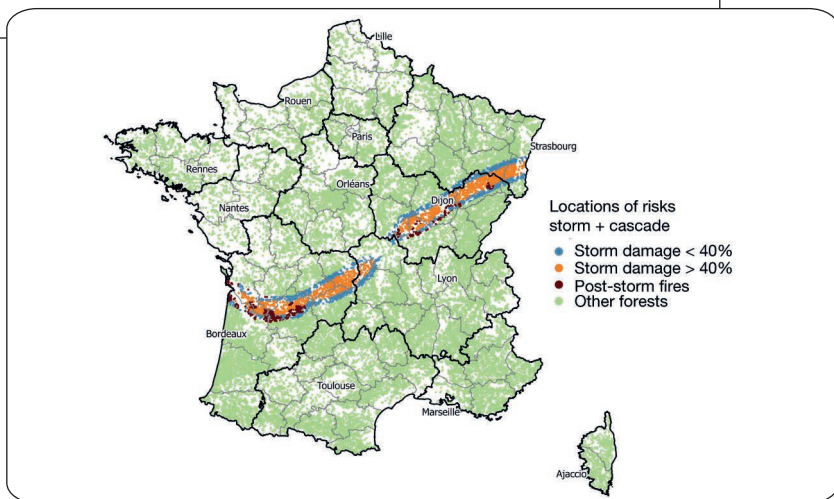 Lille
Rouen
Paris
Strasbourg
Rennes
Orléans
Nantes
Dijon
Lyon
Bordeaux
Toulouse
Marseille
Ajaccio
Locations of risks
storm + cascade
Storm damage < 40%
Storm damage > 40%
Post-storm fires
Other forests